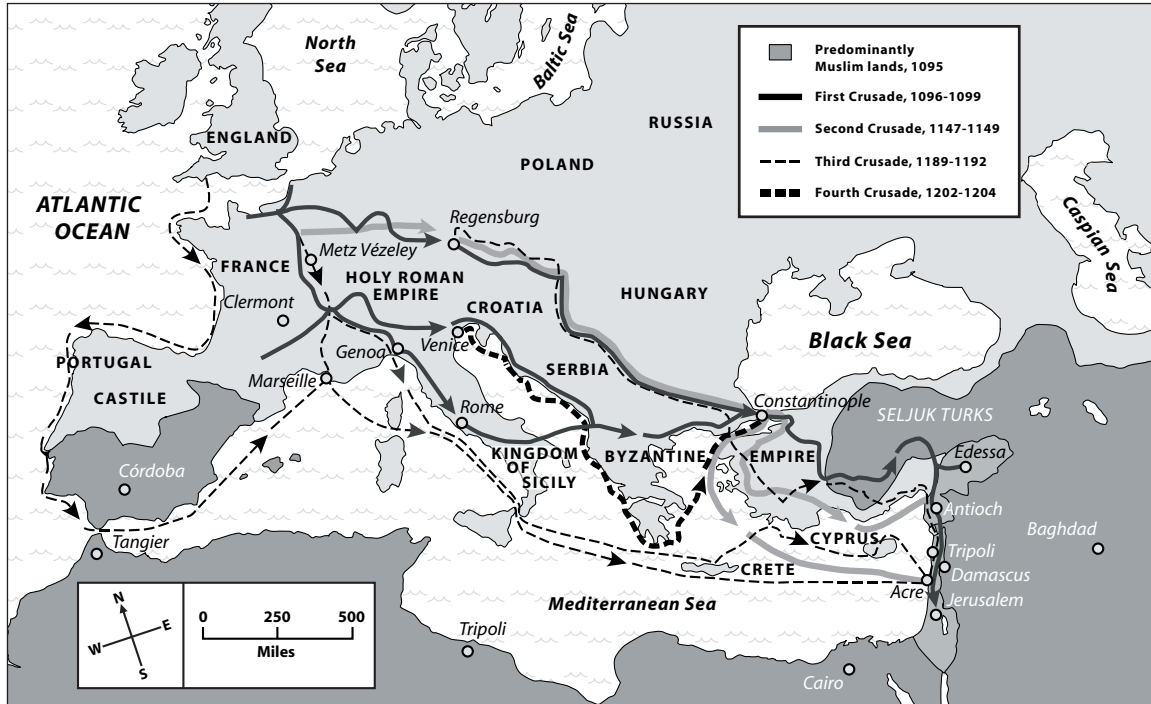 North
Sea
Baltic Sea
Predominantly
Muslim lands, 1095
First Crusade, 1096-1099
Second Crusade, 1147-1149
Third Crusade, 1189-1192
Fourth Crusade, 1202-1204
ENGLAND
RUSSIA
POLAND
ATLANTIC
OCEAN
Caspian Sea
Regensburg
Metz Vézeley
FRANCE
HOLY ROMAN
EMPIRE
HUNGARY
CROATIA
Clermont
Black Sea
Genoa
Venice
PORTUGAL
SERBIA
Marseille
CASTILE
Constantinople
Rome
SELJUK TURKS
KINGDOM
OF
SICILY
BYZANTINE
EMPIRE
Edessa
Córdoba
Antioch
Baghdad
Tangier
CYPRUS
Tripoli
CRETE
Damascus
Acre
Jerusalem
Mediterranean Sea
N
E
W
S
0
250
500
Miles
Tripoli
Cairo